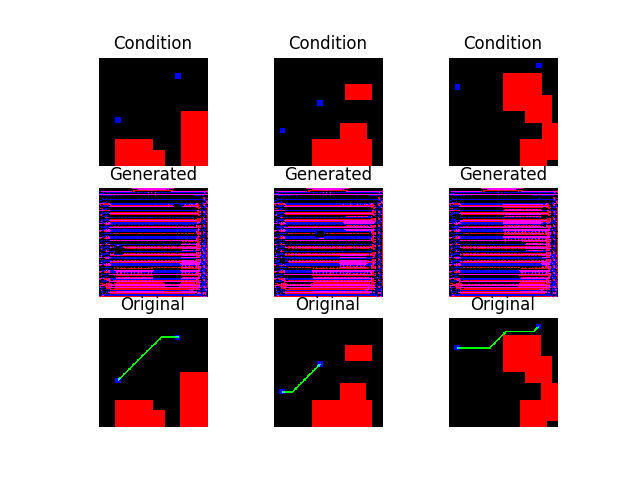 Condition Condition Condition
Generated Generated Generated
Original Original Original